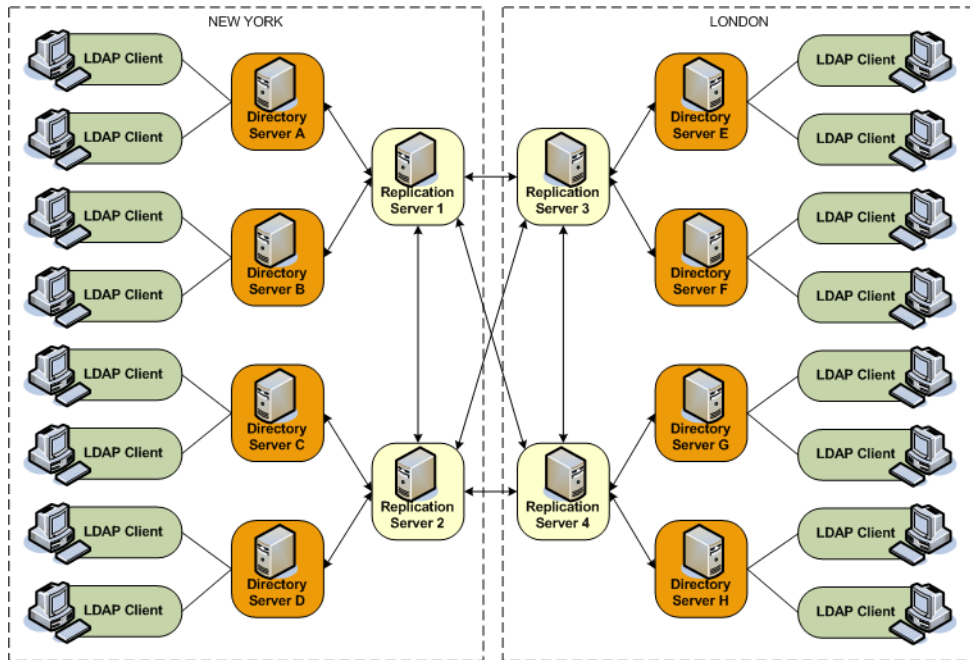 NEW YORK
LDAP Client
LDAP Client
LDAP Client
LDAP Client
LDAP Client
LDAP Client
LDAP Client
LDAP Client
Directory
Server A
Directory
Server B
Directory
Server C
Directory
Server D
Replication
Server 1
Replication
Server 2
LONDON
Replication
Server 3
Replication
Server 4
Directory
Server E
Directory
Server F
Directory
Server G
Directory
Server H
LDAP Client
LDAP Client
LDAP Client
LDAP Client
LDAP Client
LDAP Client
LDAP Client
LDAP Client